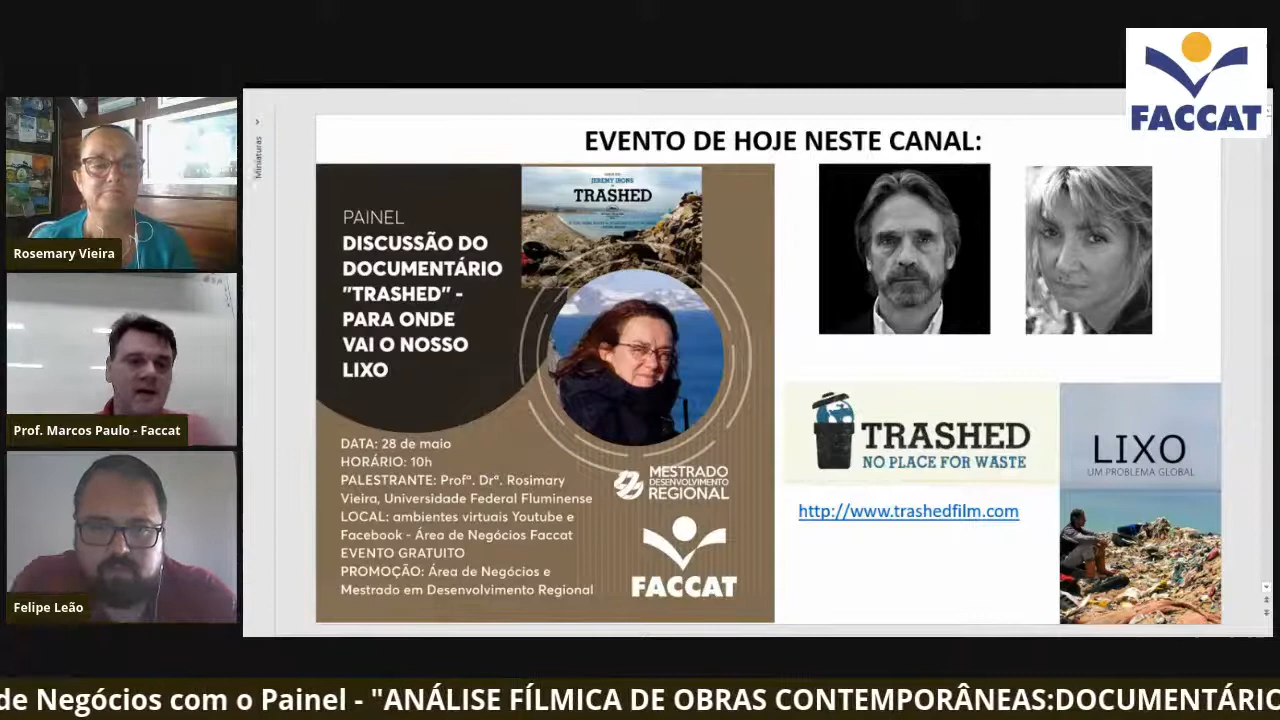 FACCAT
Rosemary Vieira
Prof. Marcos Paulo - Faccat
Felipe Leão
Miniaturas
EVENTO DE HOJE NESTE CANAL:
PAINEL
DISCUSSÃO DO
DOCUMENTÁRIO
"TRASHED" -
PARA ONDE
VAI O NOSSO
LIXO
JEREMY IRONS
TRASHED
DATA: 28 de maio
HORÁRIO: 10h
PALESTRANTE: Profª. Drª. Rosimary
Vieira, Universidade Federal Fluminense
LOCAL: ambientes virtuais Youtube e
Facebook - Área de Negócios Faccat
EVENTO GRATUITO
PROMOÇÃO: Área de Negócios e
Mestrado em Desenvolvimento Regional
MESTRADO
DESENVOLVIMENTO
REGIONAL
FACCAT
TRASHED
NO PLACE FOR WASTE
http://www.trashedfilm.com
LIXO
UM PROBLEMA GLOBAL
de Negócios com o Painel - "ANÁLISE FÍLMICA DE OBRAS CONTEMPORÂNEAS:DOCUMENTÁRIO